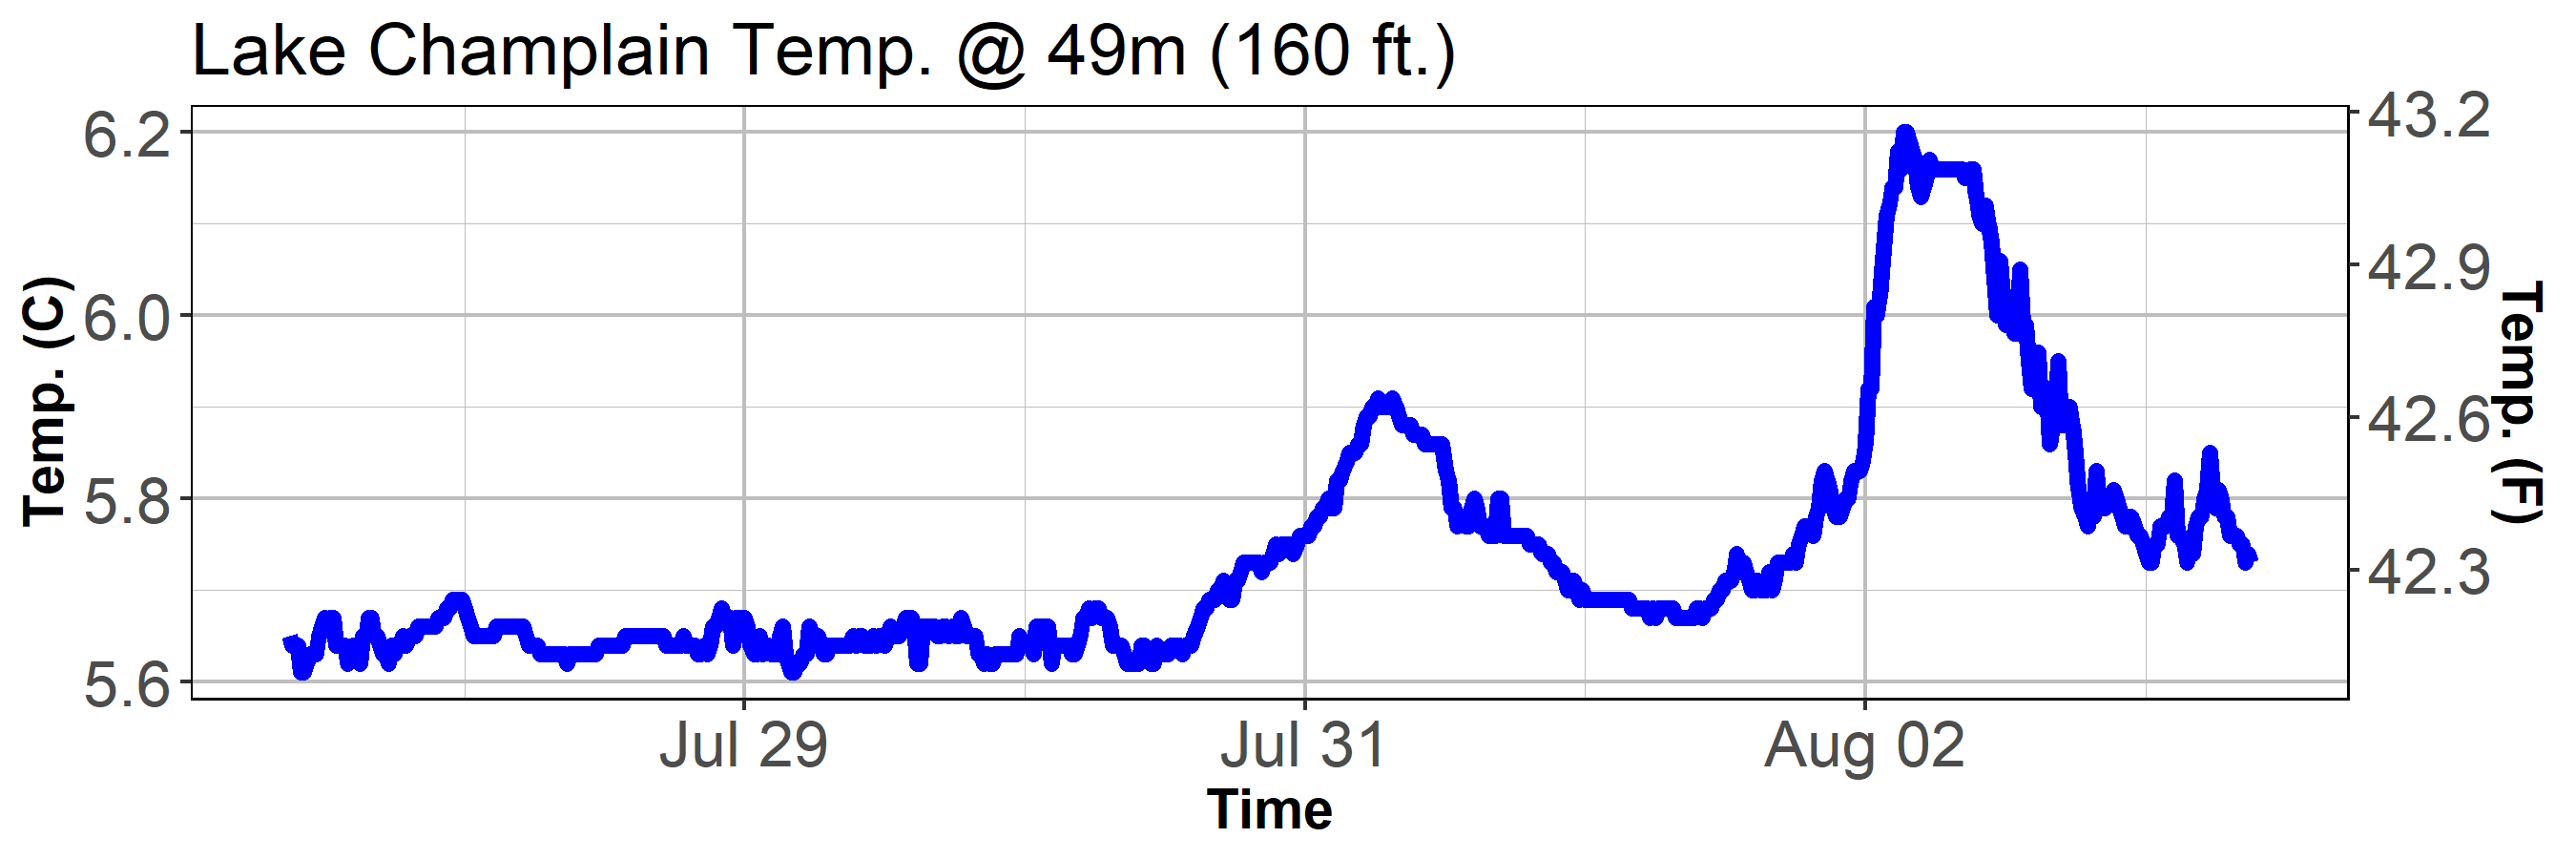 Lake Champlain Temp. @ 49m (160 ft.)
Temp. (C)
6.2
6.0
5.8
5.6
43.2
42.9
42.6
42.3
Temp. (F)
Jul 29
Jul 31
Aug 02
Time